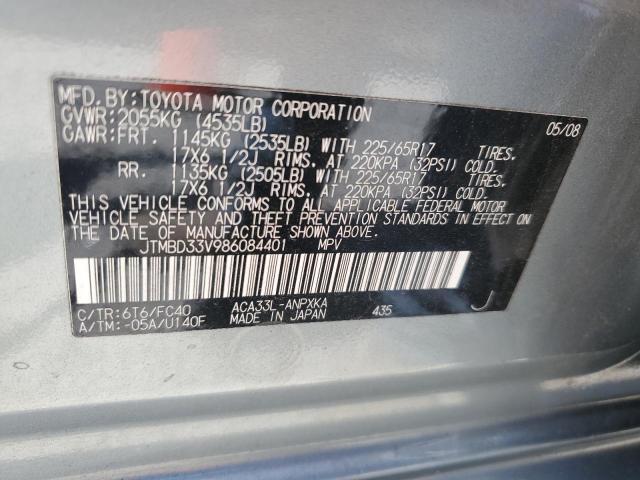 MFD. BY: TOYOTA MOTOR CORPORATION 05/08
GVWR: 2055KG (4535LB)
GAWR: FRT. 1145KG (2535LB) WITH 225/65R17 TIRES.
17X6 1/2J RIMS. AT 220KPA (32PSI) COLD.
RR. 1135KG (2505LB) WITH 225/65R17 TIRES.
17X6 1/2J RIMS. AT 220KPA (32PSI) COLD.
THIS VEHICLE CONFORMS TO ALL APPLICABLE FEDERAL MOTOR
VEHICLE SAFETY AND THEFT PREVENTION STANDARDS IN EFFECT ON
THE DATE OF MANUFACTURE SHOWN ABOVE.
JTMBD33V986084401 MPV
C/TR: 6T6/FC40 ACA33L-ANPXKA J
A/TM: -05A/U140F MADE IN JAPAN 435